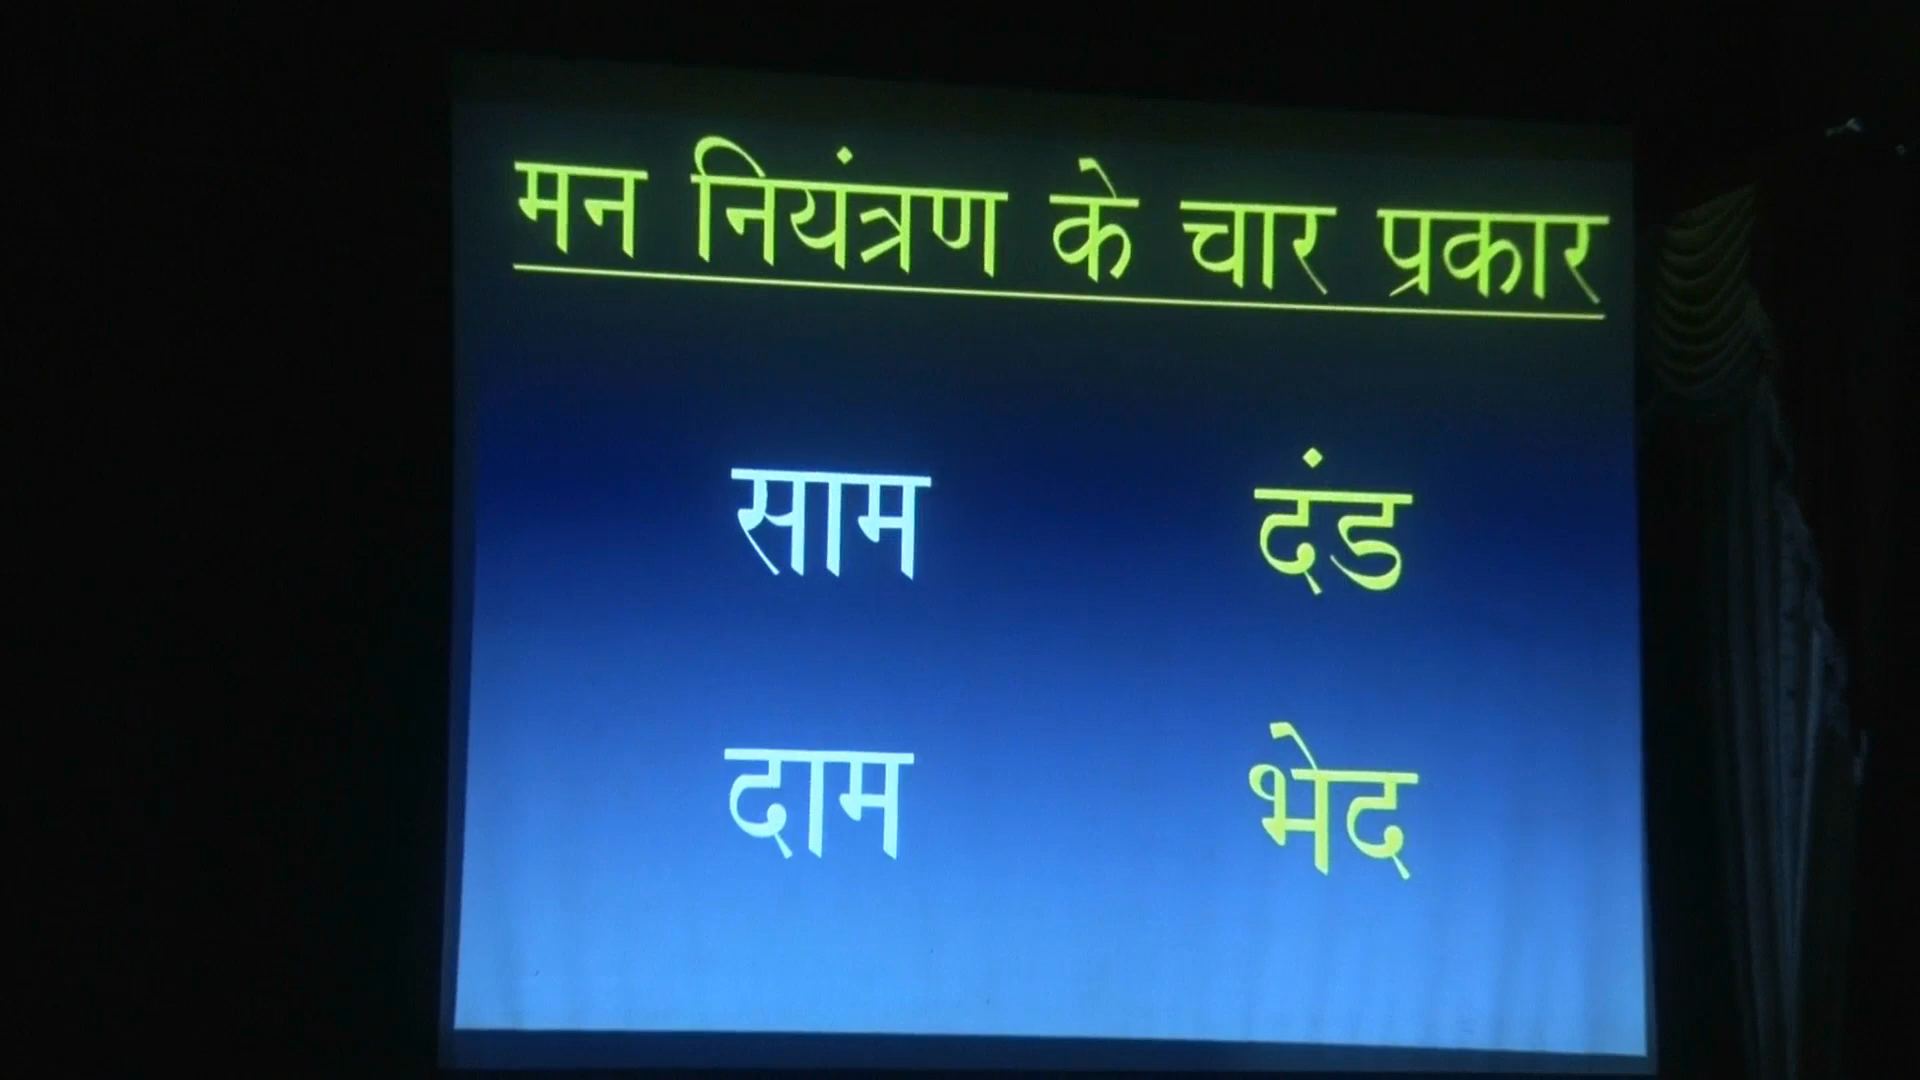 मन नियंत्रण के चार प्रकार
साम दंड
दाम भेद